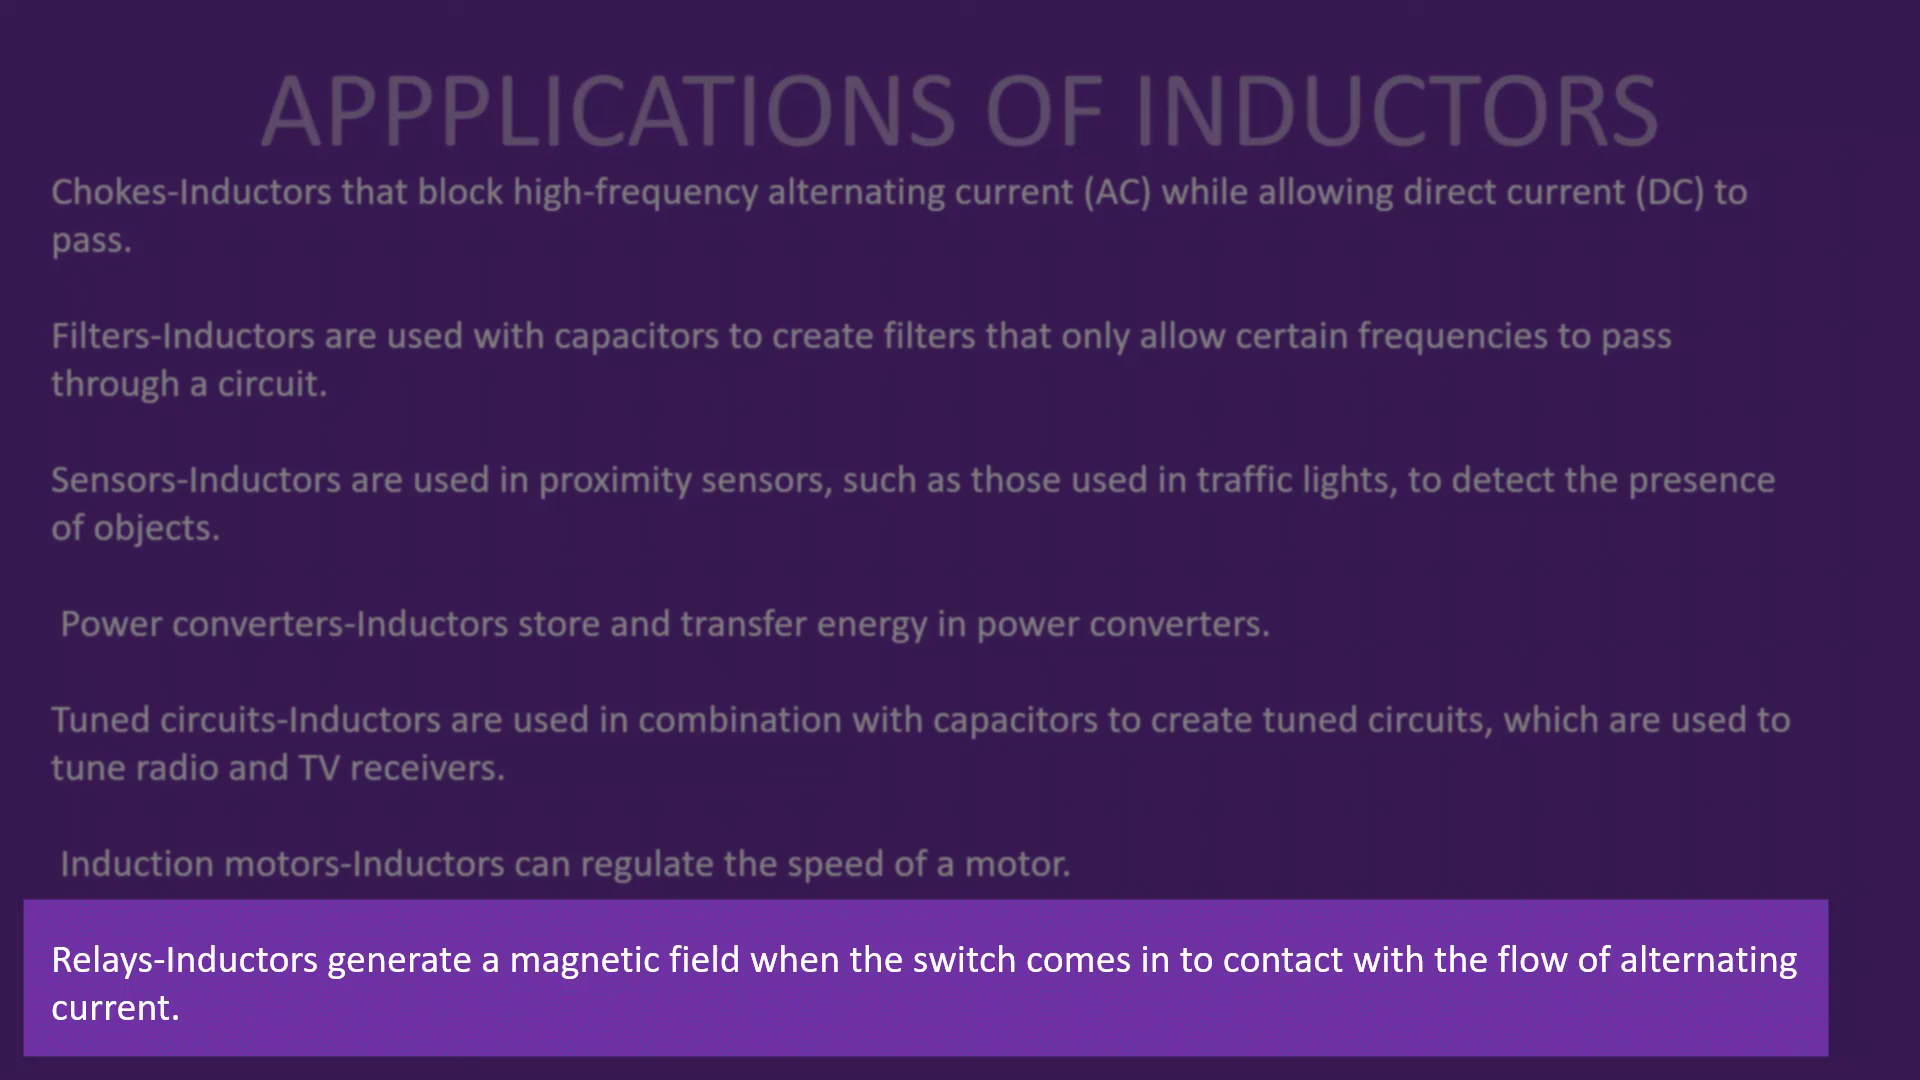 APPPLICATIONS OF INDUCTORS
Chokes-Inductors that block high-frequency alternating current (AC) while allowing direct current (DC) to
pass.
Filters-Inductors are used with capacitors to create filters that only allow certain frequencies to pass
through a circuit.
Sensors-Inductors are used in proximity sensors, such as those used in traffic lights, to detect the presence
of objects.
Power converters-Inductors store and transfer energy in power converters.
Tuned circuits-Inductors are used in combination with capacitors to create tuned circuits, which are used to
tune radio and TV receivers.
Induction motors-Inductors can regulate the speed of a motor.
Relays-Inductors generate a magnetic field when the switch comes in to contact with the flow of alternating
current.